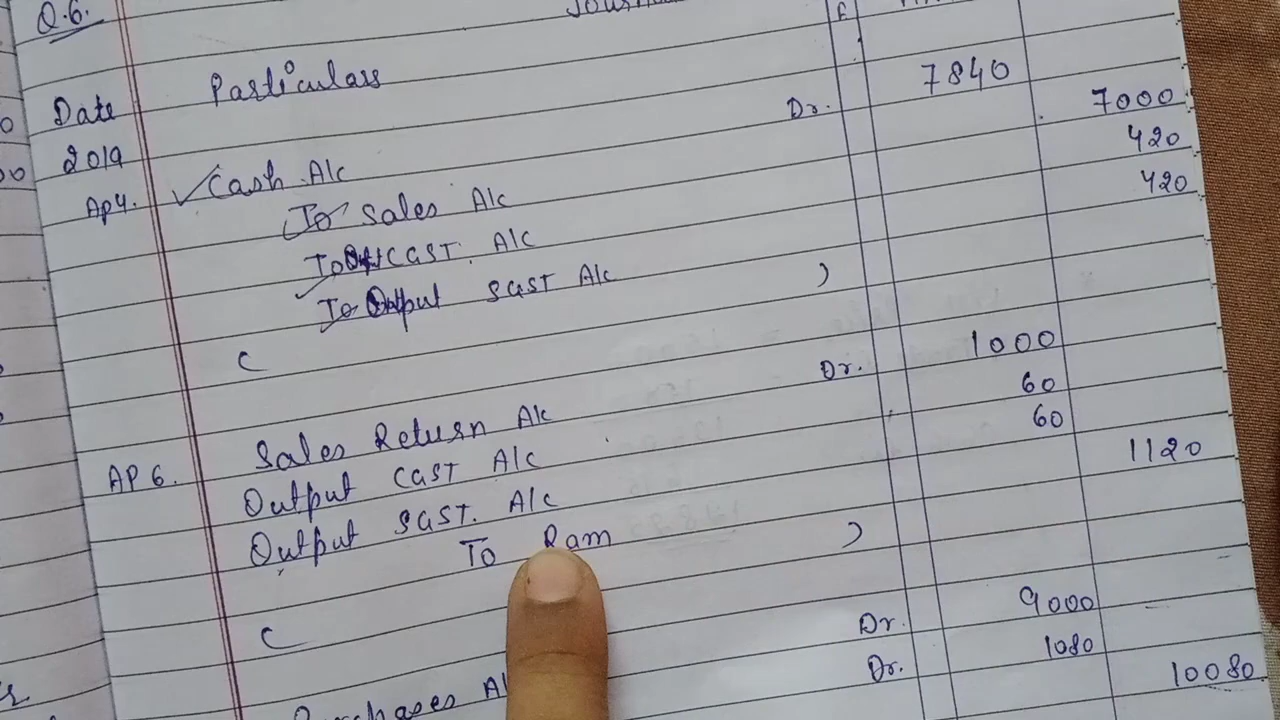 Q.6.
Date Particulars
2019 7840
Ap4. Cash A/c Dr. 7000
To Sales A/c 420
To CGST. A/c 420
To Output SGST A/c
( )
AP 6. Sales Return A/c Dr. 1000
Output CGST A/c 60
Output SGST. A/c 60
To Ram 1120
( )
Purchases A/c Dr. 9000
Dr. 1080
10080